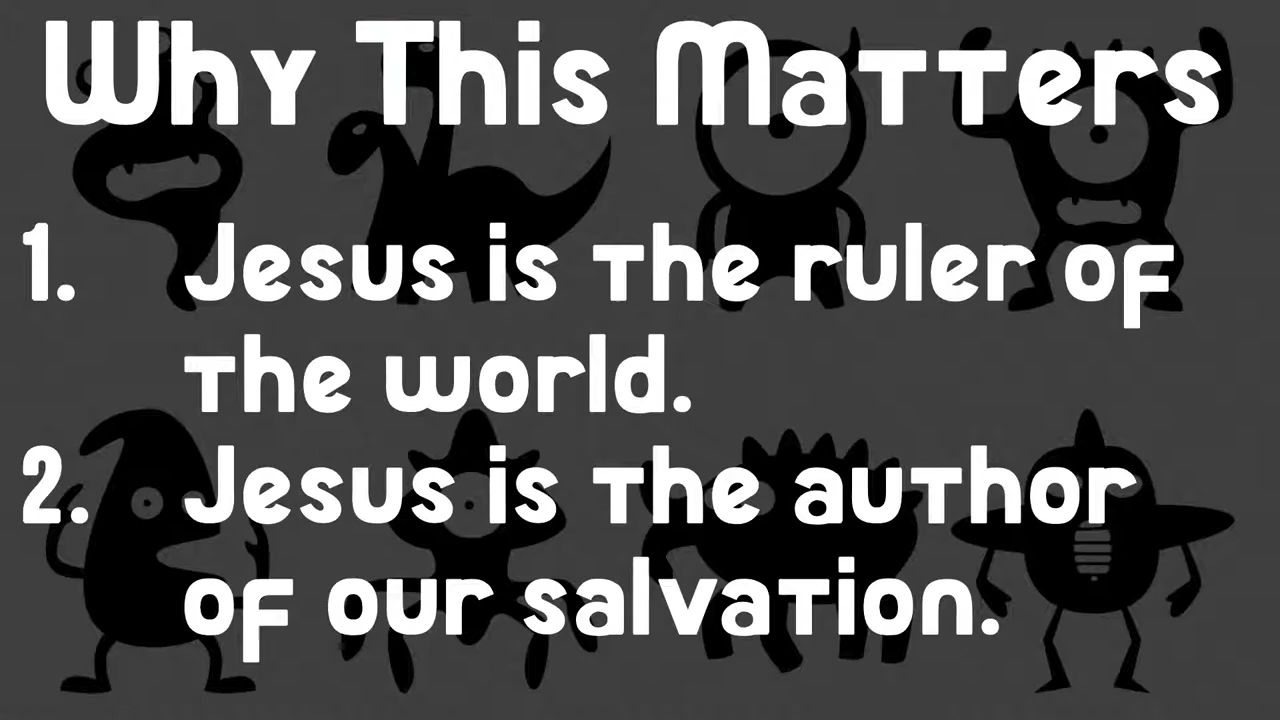 Why This Matters
1. Jesus is the ruler of
the world.
2. Jesus is the author
of our salvation.